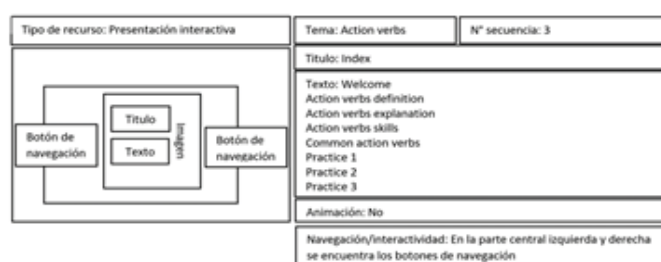 Tipo de recurso: Presentación interactiva
Tema: Action verbs
N° secuencia: 3
Titulo: Index
Botón de
navegación
Titulo
Texto
Imagen
Botón de
navegación
Texto: Welcome
Action verbs definition
Action verbs explanation
Action verbs skills
Common action verbs
Practice 1
Practice 2
Practice 3
Animación: No
Navegación/interactividad: En la parte central izquierda y derecha
se encuentra los botones de navegación